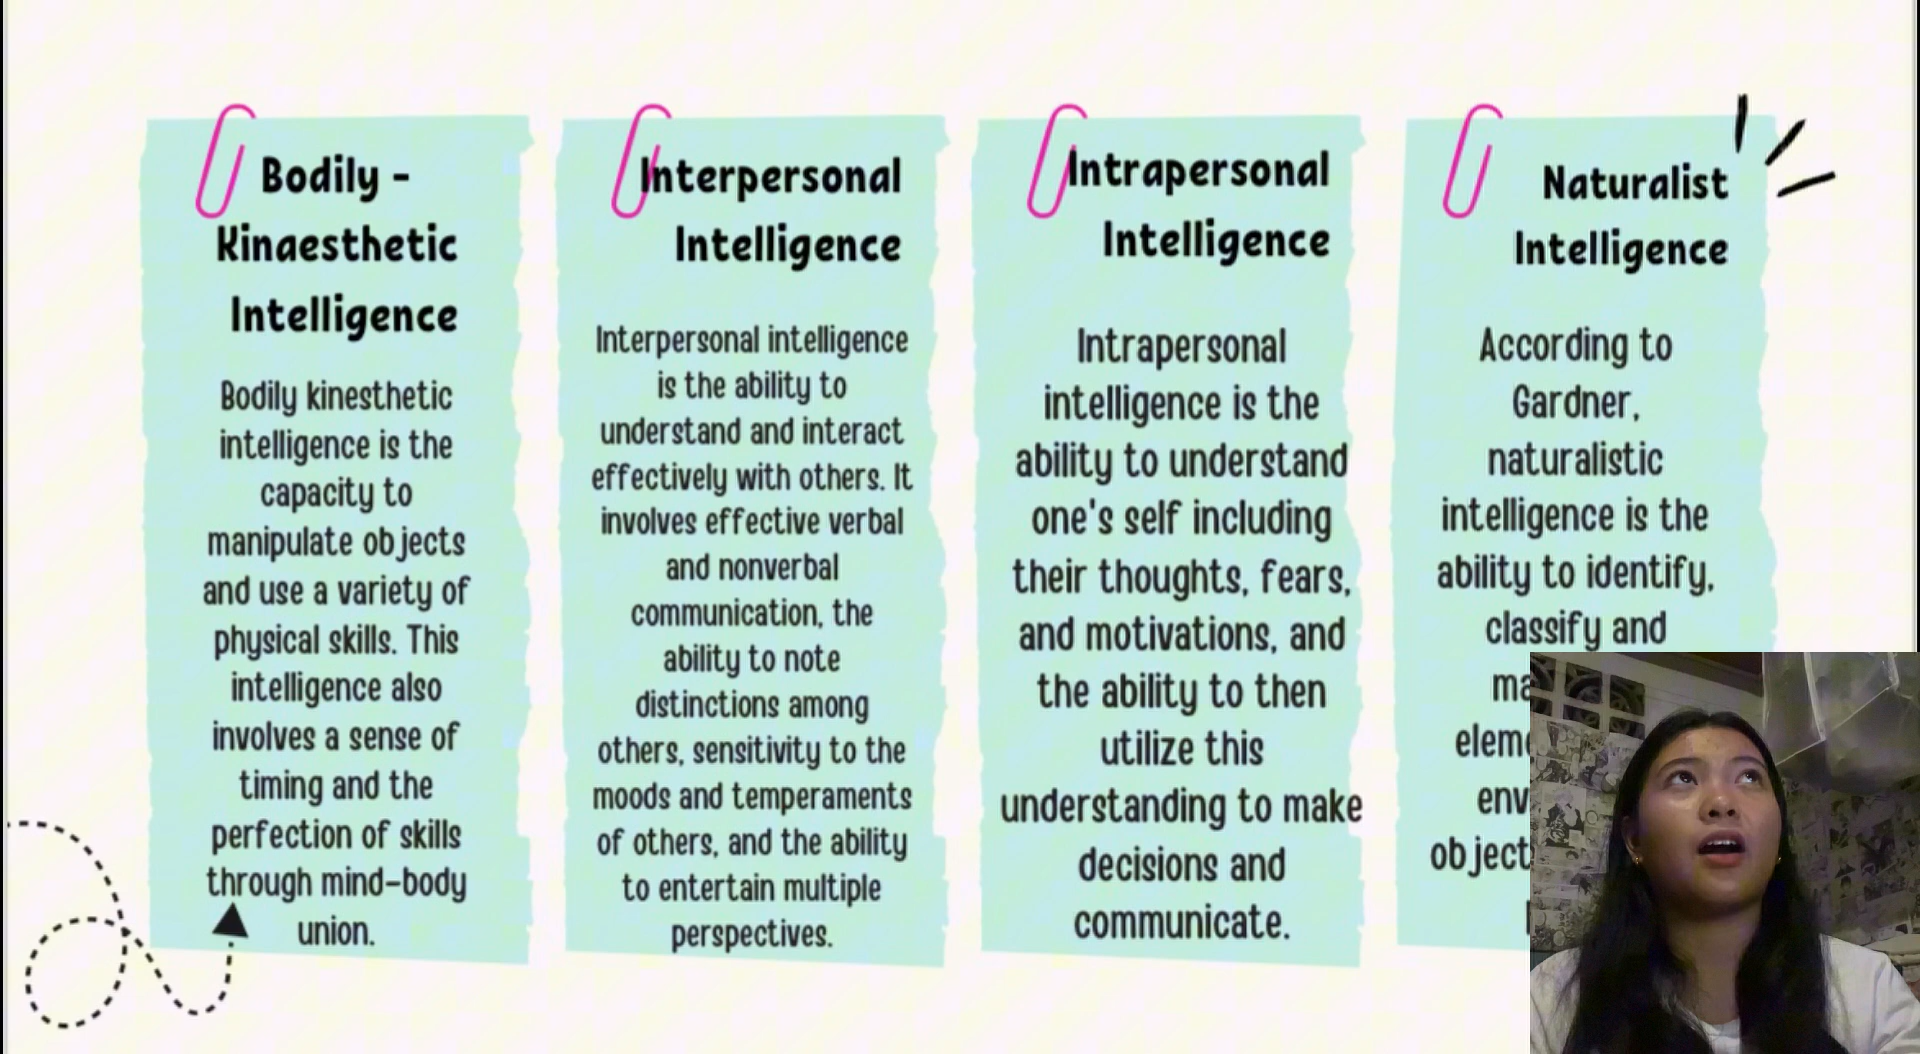 Bodily -
Kinaesthetic
Intelligence
Bodily kinesthetic
intelligence is the
capacity to
manipulate objects
and use a variety of
physical skills. This
intelligence also
involves a sense of
timing and the
perfection of skills
through mind-body
union.
Interpersonal
Intelligence
Interpersonal intelligence
is the ability to
understand and interact
effectively with others. It
involves effective verbal
and nonverbal
communication, the
ability to note
distinctions among
others, sensitivity to the
moods and temperaments
of others, and the ability
to entertain multiple
perspectives.
Intrapersonal
Intelligence
Intrapersonal
intelligence is the
ability to understand
one's self including
their thoughts, fears,
and motivations, and
the ability to then
utilize this
understanding to make
decisions and
communicate.
Naturalist
Intelligence
According to
Gardner,
naturalistic
intelligence is the
ability to identify,
classify and